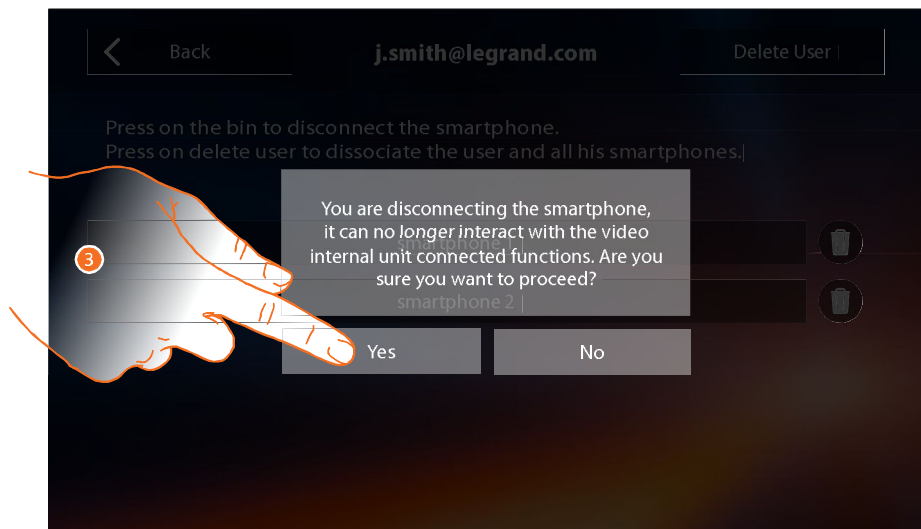 Back
j.smith@legrand.com
Delete User
Press on the bin to disconnect the smartphone.
Press on delete user to dissociate the user and all his smartphones.
You are disconnecting the smartphone,
it can no longer interact with the video
smartphone 1
internal unit connected functions. Are you
sure you want to proceed?
smartphone 2
3
Yes
No